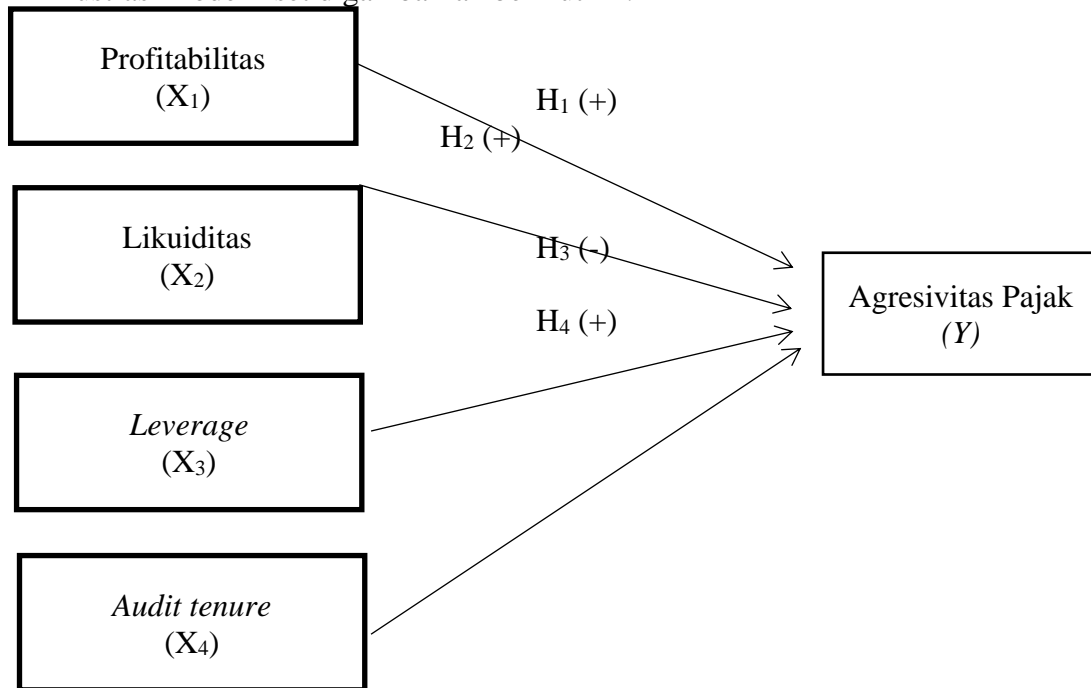 Profitabilitas
(X₁)
H₁ (+)
H₂ (+)
Likuiditas
(X₂)
H₃ (-)
Agresivitas Pajak
(Y)
H₄ (+)
Leverage
(X₃)
Audit tenure
(X₄)